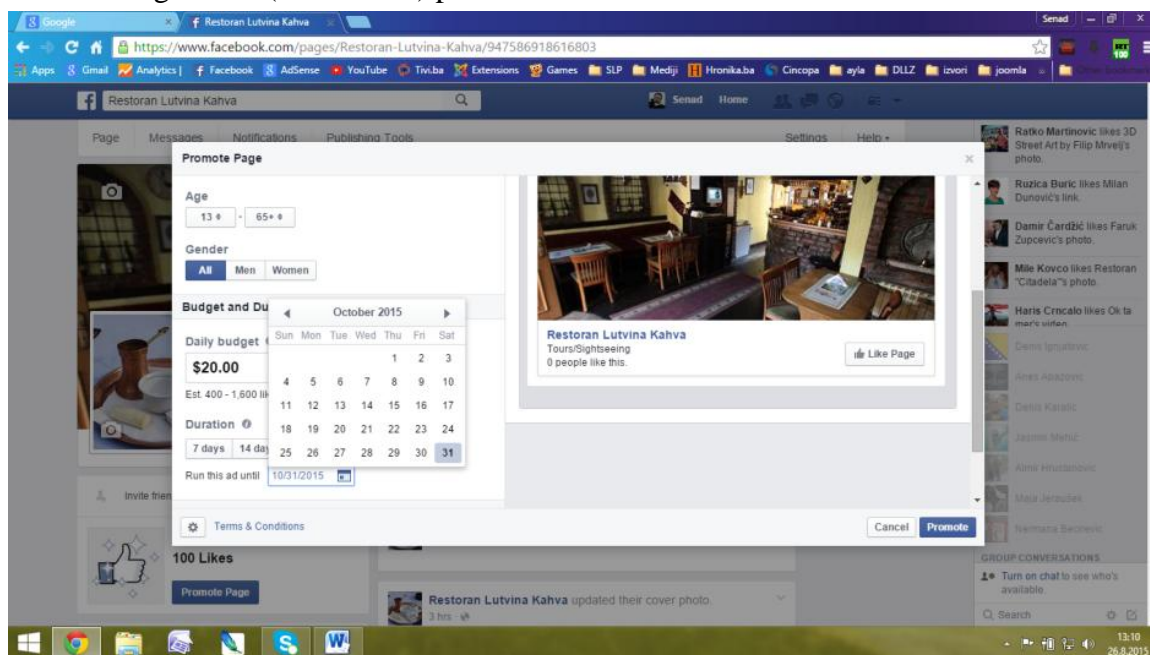 Google
Restoran Lutvina Kahva
Senad
https://www.facebook.com/pages/Restoran-Lutvina-Kahva/947586918616803
Apps Gmail Analytics | Facebook AdSense YouTube Tivi.ba Extensions Games SLP Mediji Hronika.ba Cincopa ayla DLLZ izvori joomla
Restoran Lutvina Kahva
Senad Home
Page Messages Notifications Publishing Tools Settings Help
Promote Page
Age
13 - 65+
Gender
All Men Women
Budget and Du
Daily budget
$20.00
Est. 400 - 1,600 lik
Duration
7 days 14 da
Run this ad until 10/31/2015
October 2015
Sun Mon Tue Wed Thu Fri Sat
1 2 3
4 5 6 7 8 9 10
11 12 13 14 15 16 17
18 19 20 21 22 23 24
25 26 27 28 29 30 31
Restoran Lutvina Kahva
Tours/Sightseeing
0 people like this.
Like Page
Terms & Conditions
Cancel Promote
Invite frien
100 Likes
Promote Page
Restoran Lutvina Kahva updated their cover photo.
3 hrs
Ratko Martinovic likes 3D
Street Art by Filip Mrvelj's
photo.
Ruzica Buric likes Milan
Dunović's link.
Damir Čardžić likes Faruk
Zupcevic's photo.
Mile Kovco likes Restoran
"Citadela"'s photo.
Haris Crncalo likes Ok ta
GROUP CONVERSATIONS
Turn on chat to see who's
available.
Search
13:10
26.8.2015